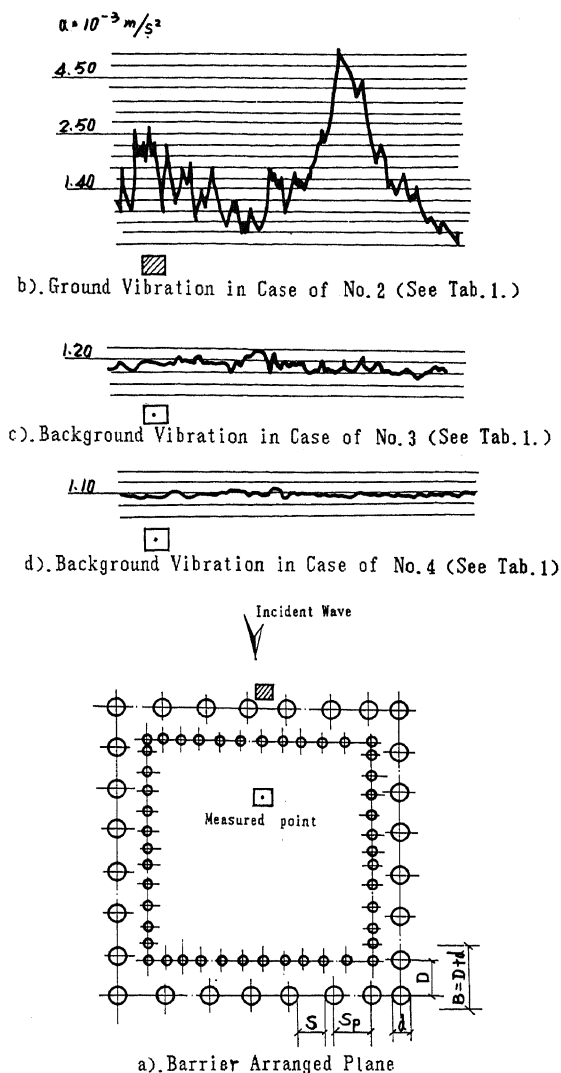 a * 10⁻³ m/s²
4.50
2.50
1.40
b).Ground Vibration in Case of No.2 (See Tab.1.)
1.20
c).Background Vibration in Case of No.3 (See Tab.1.)
1.10
d).Background Vibration in Case of No.4 (See Tab.1)
Incident Wave
Measured point
D
B=D+d
S
Sp
d
a).Barrier Arranged Plane